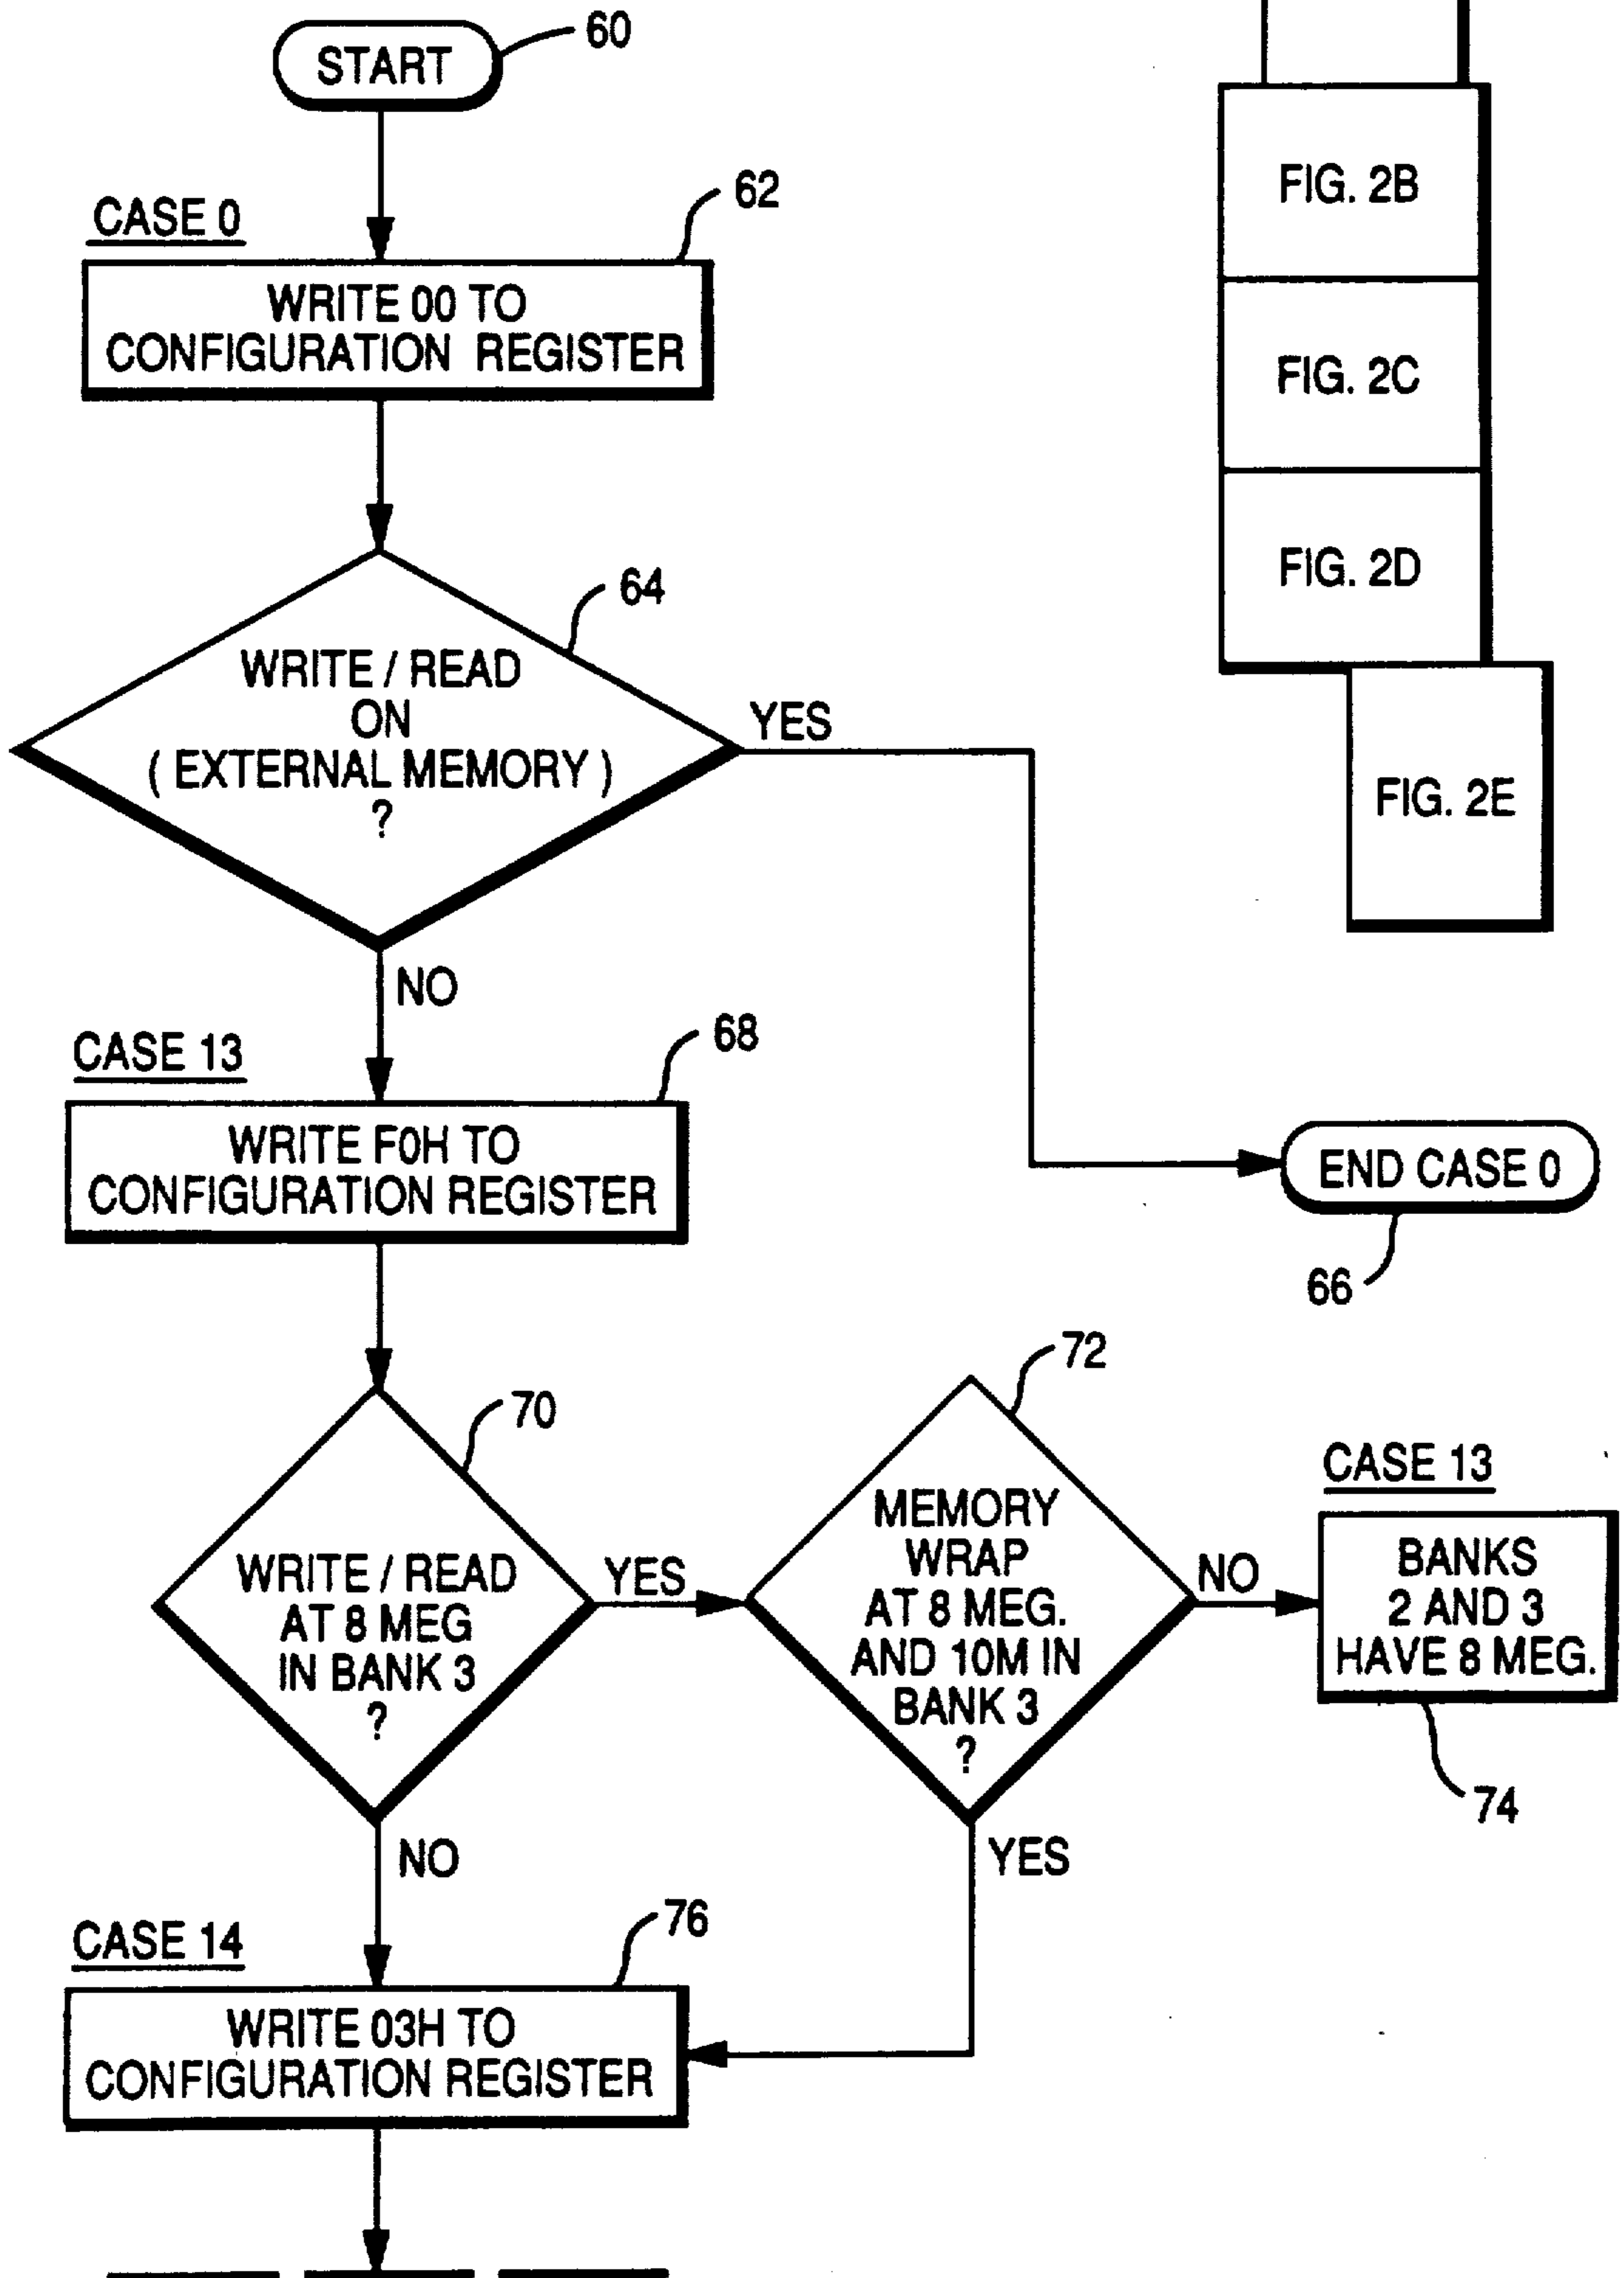 START
60
CASE 0
62
WRITE 00 TO
CONFIGURATION REGISTER
64
WRITE / READ
ON
( EXTERNAL MEMORY )
?
YES
NO
FIG. 2B
FIG. 2C
FIG. 2D
FIG. 2E
CASE 13
68
WRITE F0H TO
CONFIGURATION REGISTER
END CASE 0
66
70
WRITE / READ
AT 8 MEG
IN BANK 3
?
YES
NO
72
MEMORY
WRAP
AT 8 MEG.
AND 10M IN
BANK 3
?
NO
YES
CASE 13
BANKS
2 AND 3
HAVE 8 MEG.
74
CASE 14
76
WRITE 03H TO
CONFIGURATION REGISTER